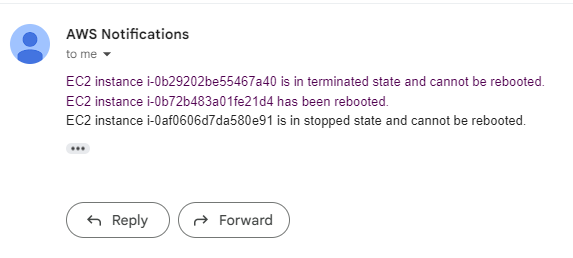 AWS Notifications
to me
EC2 instance i-0b29202be55467a40 is in terminated state and cannot be rebooted.
EC2 instance i-0b72b483a01fe21d4 has been rebooted.
EC2 instance i-0af0606d7da580e91 is in stopped state and cannot be rebooted.
Reply Forward